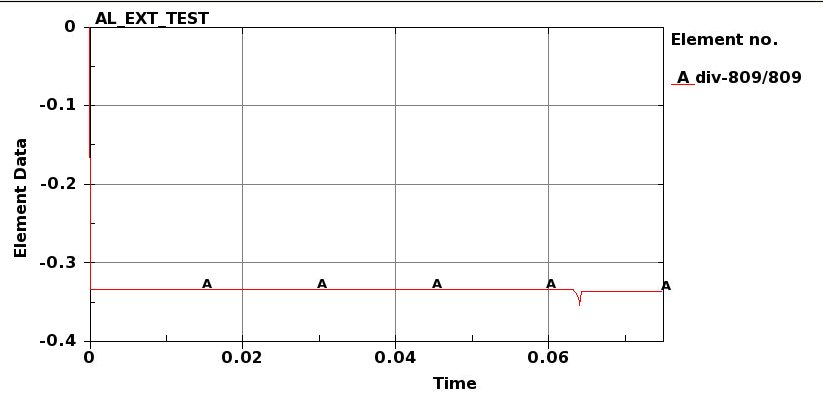 AL_EXT_TEST
Element no.
A div-809/809
0
-0.1
-0.2
-0.3
-0.4
Element Data
A A A A A
0 0.02 0.04 0.06
Time